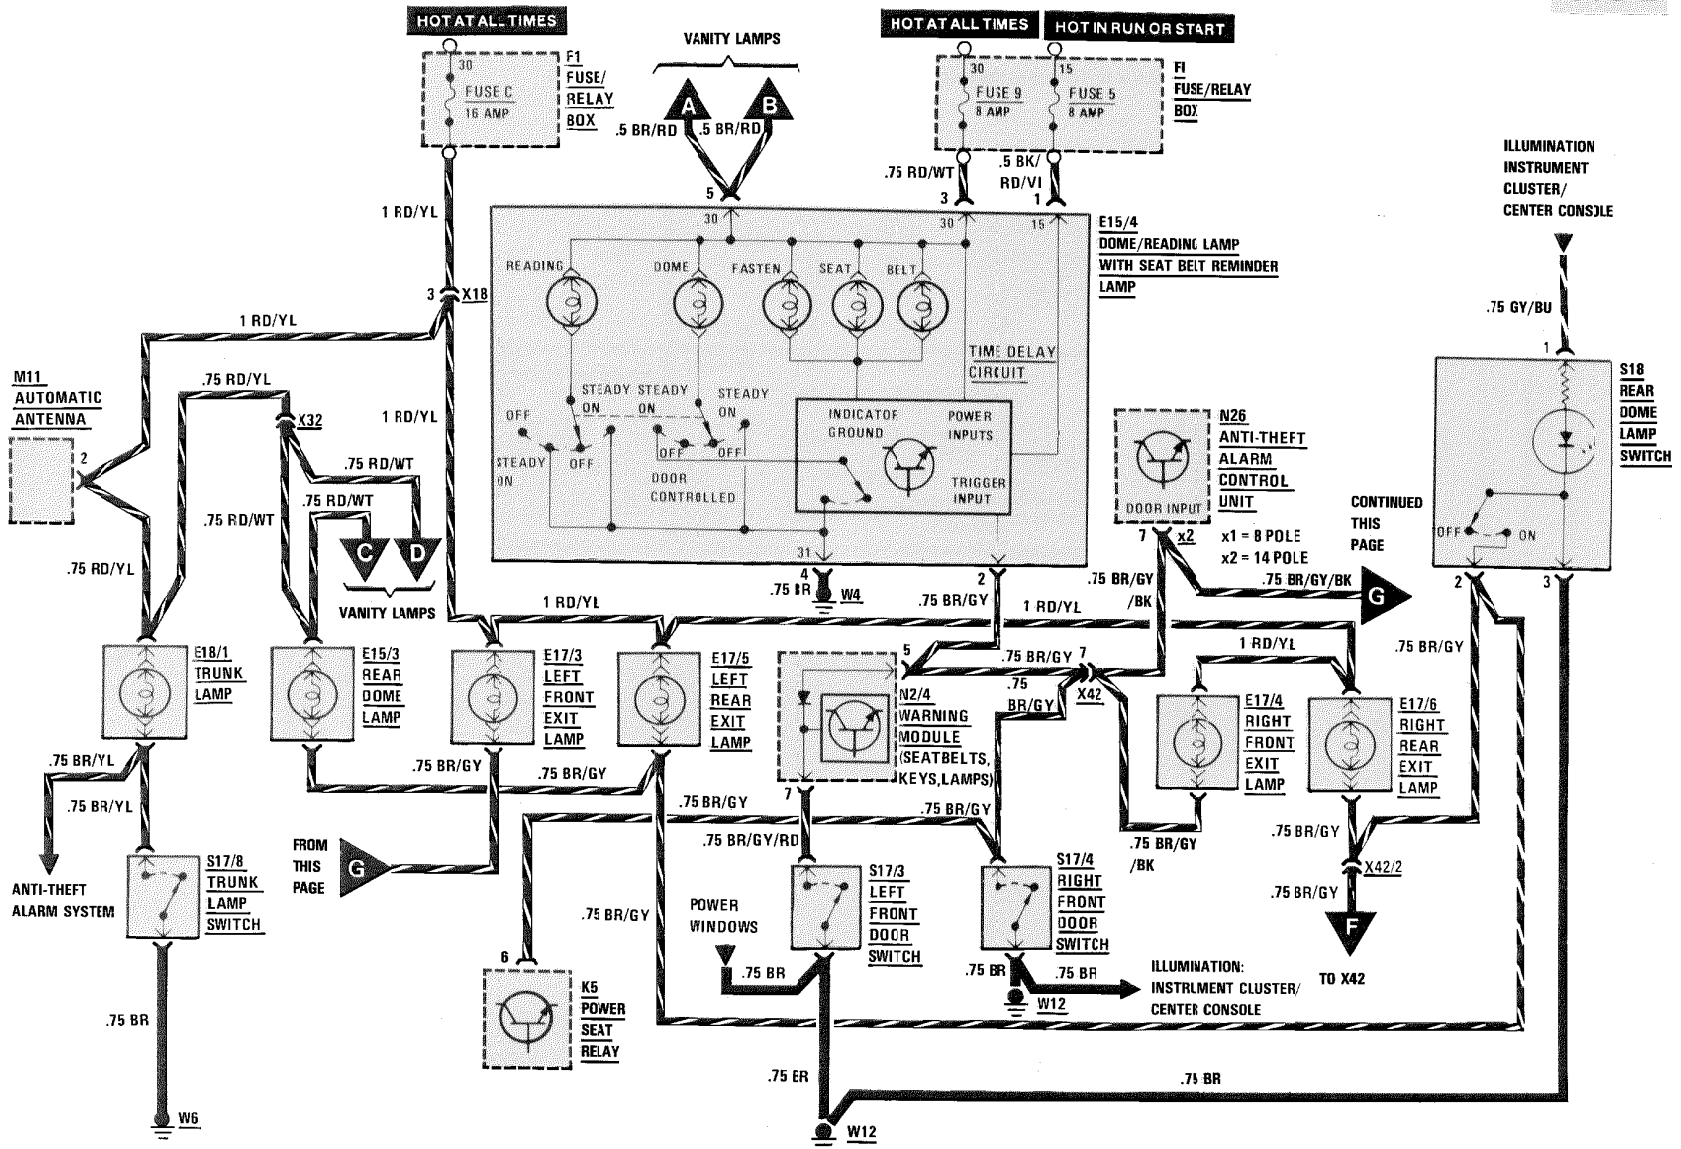 HOT AT ALL TIMES
HOT AT ALL TIMES
HOT IN RUN OR START
VANITY LAMPS
30
FUSE C
16 AMP
F1
FUSE/
RELAY
BOX
A
B
.5 BR/RD
.5 BR/RD
5
30
FUSE 9
8 AMP
15
FUSE 5
8 AMP
F1
FUSE/RELAY
BOX
.75 RD/WT
3
.5 BK/
RD/VI
1
ILLUMINATION
INSTRUMENT
CLUSTER/
CENTER CONSOLE
.75 GY/BU
1
1 RD/YL
3
X18
1 RD/YL
1 RD/YL
30
30
15
READING
DOME
FASTEN
SEAT
BELT
E15/4
DOME/READING LAMP
WITH SEAT BELT REMINDER
LAMP
TIME DELAY
CIRCUIT
STEADY
ON
STEADY
ON
STEADY
ON
OFF
STEADY
ON
OFF
OFF
OFF
DOOR
CONTROLLED
INDICATOR
GROUND
POWER
INPUTS
TRIGGER
INPUT
31
4
.75 BR
W4
2
.75 BR/GY
M11
AUTOMATIC
ANTENNA
2
.75 RD/YL
X32
.75 RD/WT
.75 RD/WT
.75 RD/WT
.75 RD/YL
C
D
VANITY LAMPS
N26
ANTI-THEFT
ALARM
CONTROL
UNIT
DOOR INPUT
7
x2
x1 = 8 POLE
x2 = 14 POLE
.75 BR/GY
/BK
.75 BR/GY/BK
CONTINUED
THIS
PAGE
G
S18
REAR
DOME
LAMP
SWITCH
OFF
ON
2
3
1 RD/YL
1 RD/YL
1 RD/YL
.75 BR/GY
E18/1
TRUNK
LAMP
E15/3
REAR
DOME
LAMP
E17/3
LEFT
FRONT
EXIT
LAMP
E17/5
LEFT
REAR
EXIT
LAMP
5
N2/4
WARNING
MODULE
(SEATBELTS,
KEYS,LAMPS)
7
.75 BR/GY
7
X42
.75
BR/GY
E17/4
RIGHT
FRONT
EXIT
LAMP
E17/6
RIGHT
REAR
EXIT
LAMP
.75 BR/YL
.75 BR/YL
.75 BR/GY
.75 BR/GY
.75 BR/GY
.75 BR/GY
.75 BR/GY/RD
.75 BR/GY
/BK
.75 BR/GY
X42/2
.75 BR/GY
F
TO X42
ANTI-THEFT
ALARM SYSTEM
S17/8
TRUNK
LAMP
SWITCH
FROM
THIS
PAGE
G
.75 BR/GY
POWER
WINDOWS
S17/3
LEFT
FRONT
DOOR
SWITCH
S17/4
RIGHT
FRONT
DOOR
SWITCH
6
K5
POWER
SEAT
RELAY
.75 BR
.75 BR
.75 BR
W12
ILLUMINATION:
INSTRUMENT CLUSTER/
CENTER CONSOLE
.75 BR
W6
.75 BR
.75 BR
W12